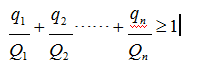 q₁/Q₁ + q₂/Q₂ ⋯⋯ + qₙ/Qₙ ≥ 1